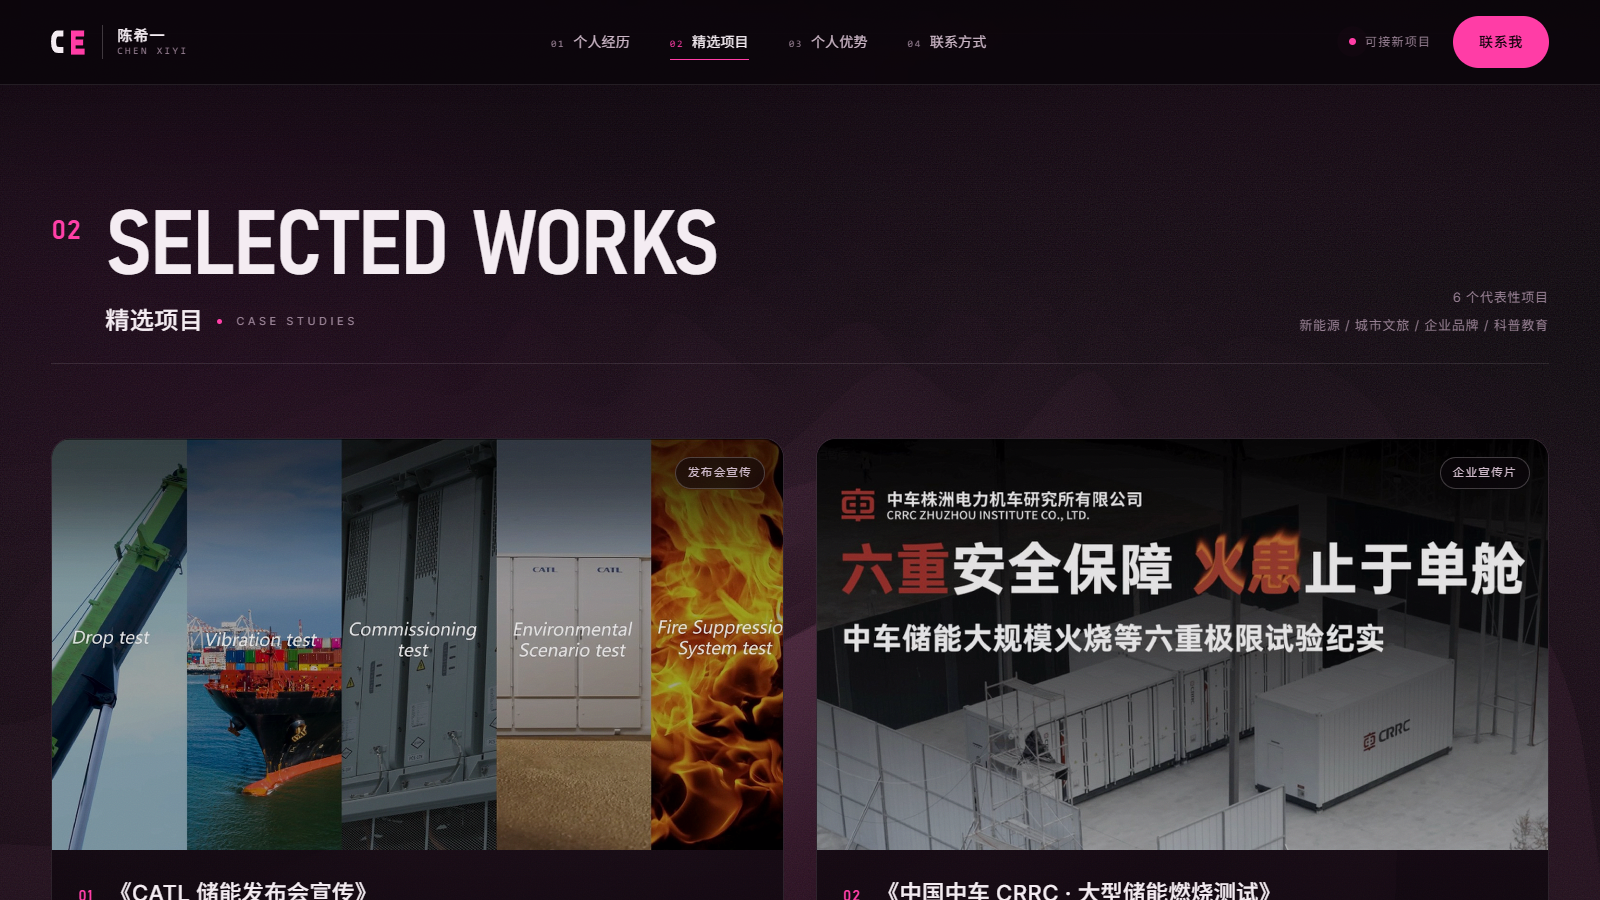 CE
陈希一
CHEN XIYI
01 个人经历
02 精选项目
03 个人优势
04 联系方式
可接新项目
联系我
02
SELECTED WORKS
精选项目 • CASE STUDIES
6 个代表性项目
新能源 / 城市文旅 / 企业品牌 / 科普教育
发布会宣传
CATL CATL
Drop test
Vibration test
Commissioning
test
Environmental
Scenario test
Fire Suppressio
System test
企业宣传片
中车株洲电力机车研究所有限公司
CRRC ZHUZHOU INSTITUTE CO., LTD.
六重安全保障 火患止于单舱
中车储能大规模火烧等六重极限试验纪实
CRRC
01 《CATL 储能发布会宣传》
02 《中国中车 CRRC · 大型储能燃烧测试》